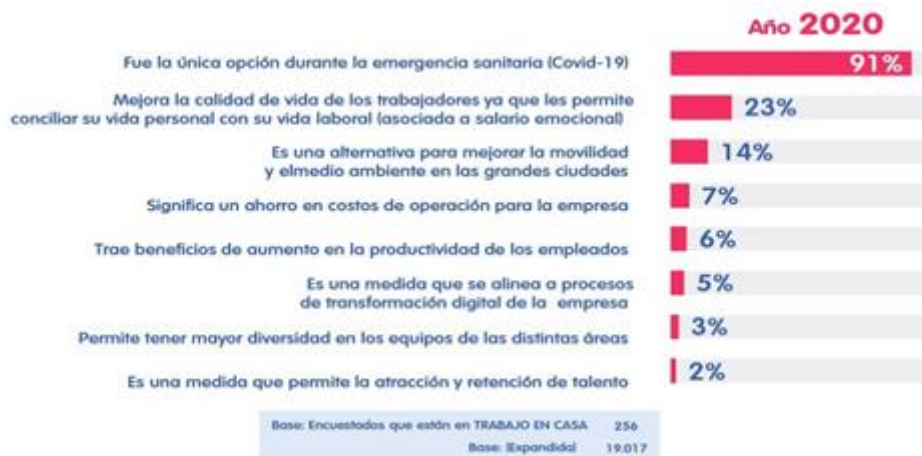 Año 2020
Fue la única opción durante la emergencia sanitaria (Covid-19)
91%
Mejora la calidad de vida de los trabajadores ya que les permite
conciliar su vida personal con su vida laboral (asociada a salario emocional)
23%
Es una alternativa para mejorar la movilidad
y elmedio ambiente en las grandes ciudades
14%
Significa un ahorro en costos de operación para la empresa
7%
Trae beneficios de aumento en la productividad de los empleados
6%
Es una medida que se alinea a procesos
de transformación digital de la empresa
5%
Permite tener mayor diversidad en los equipos de las distintas áreas
3%
Es una medida que permite la atracción y retención de talento
2%
Base: Encuestados que están en TRABAJO EN CASA 256
Base: (Expandida) 19.017